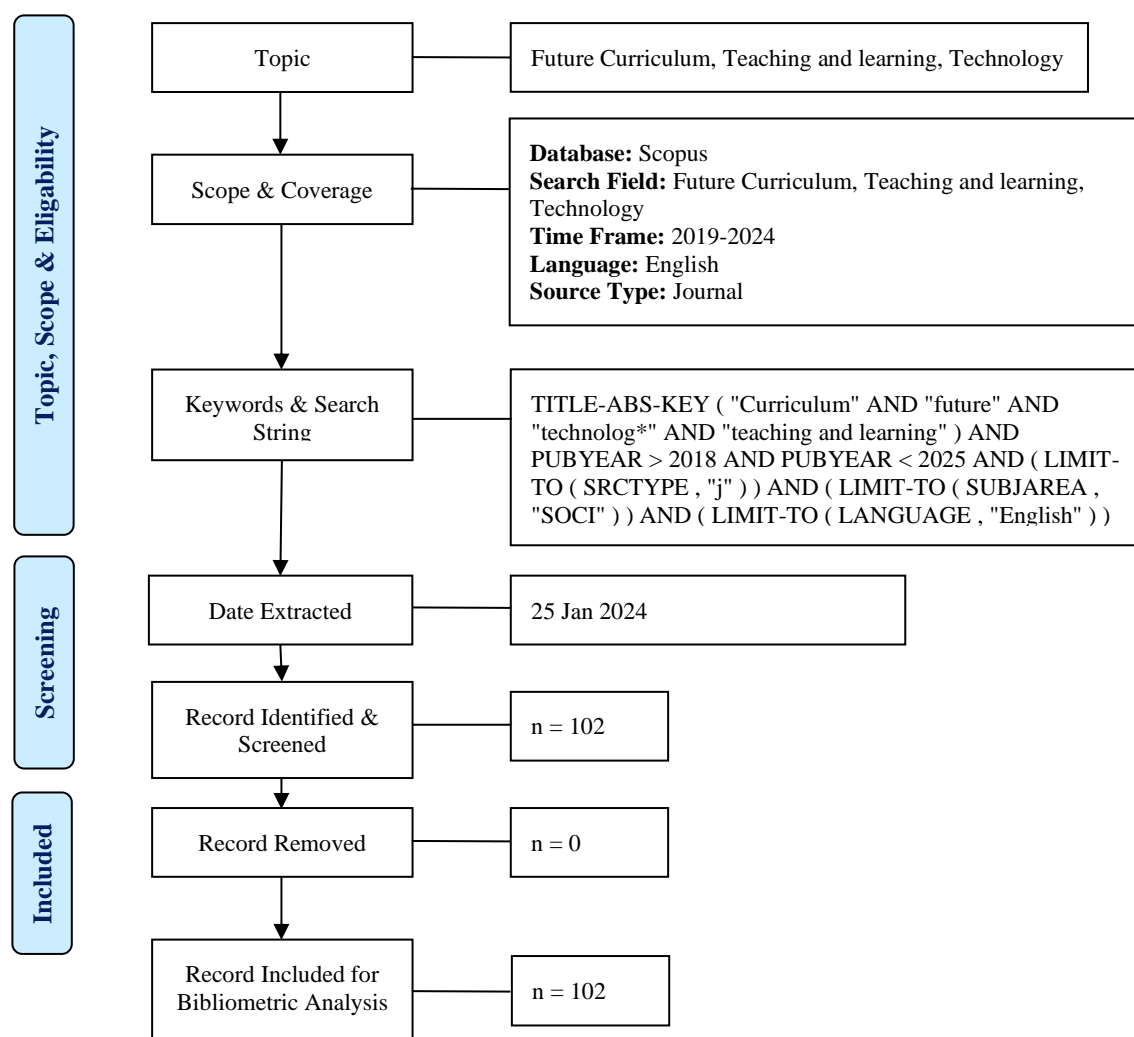 Topic, Scope & Eligability
Topic
Future Curriculum, Teaching and learning, Technology
Scope & Coverage
Database: Scopus
Search Field: Future Curriculum, Teaching and learning,
Technology
Time Frame: 2019-2024
Language: English
Source Type: Journal
Keywords & Search
String
TITLE-ABS-KEY ( "Curriculum" AND "future" AND
"technolog*" AND "teaching and learning" ) AND
PUBYEAR > 2018 AND PUBYEAR < 2025 AND ( LIMIT-
TO ( SRCTYPE , "j" ) ) AND ( LIMIT-TO ( SUBJAREA ,
"SOCI" ) ) AND ( LIMIT-TO ( LANGUAGE , "English" ) )
Screening
Date Extracted
25 Jan 2024
Record Identified &
Screened
n = 102
Included
Record Removed
n = 0
Record Included for
Bibliometric Analysis
n = 102